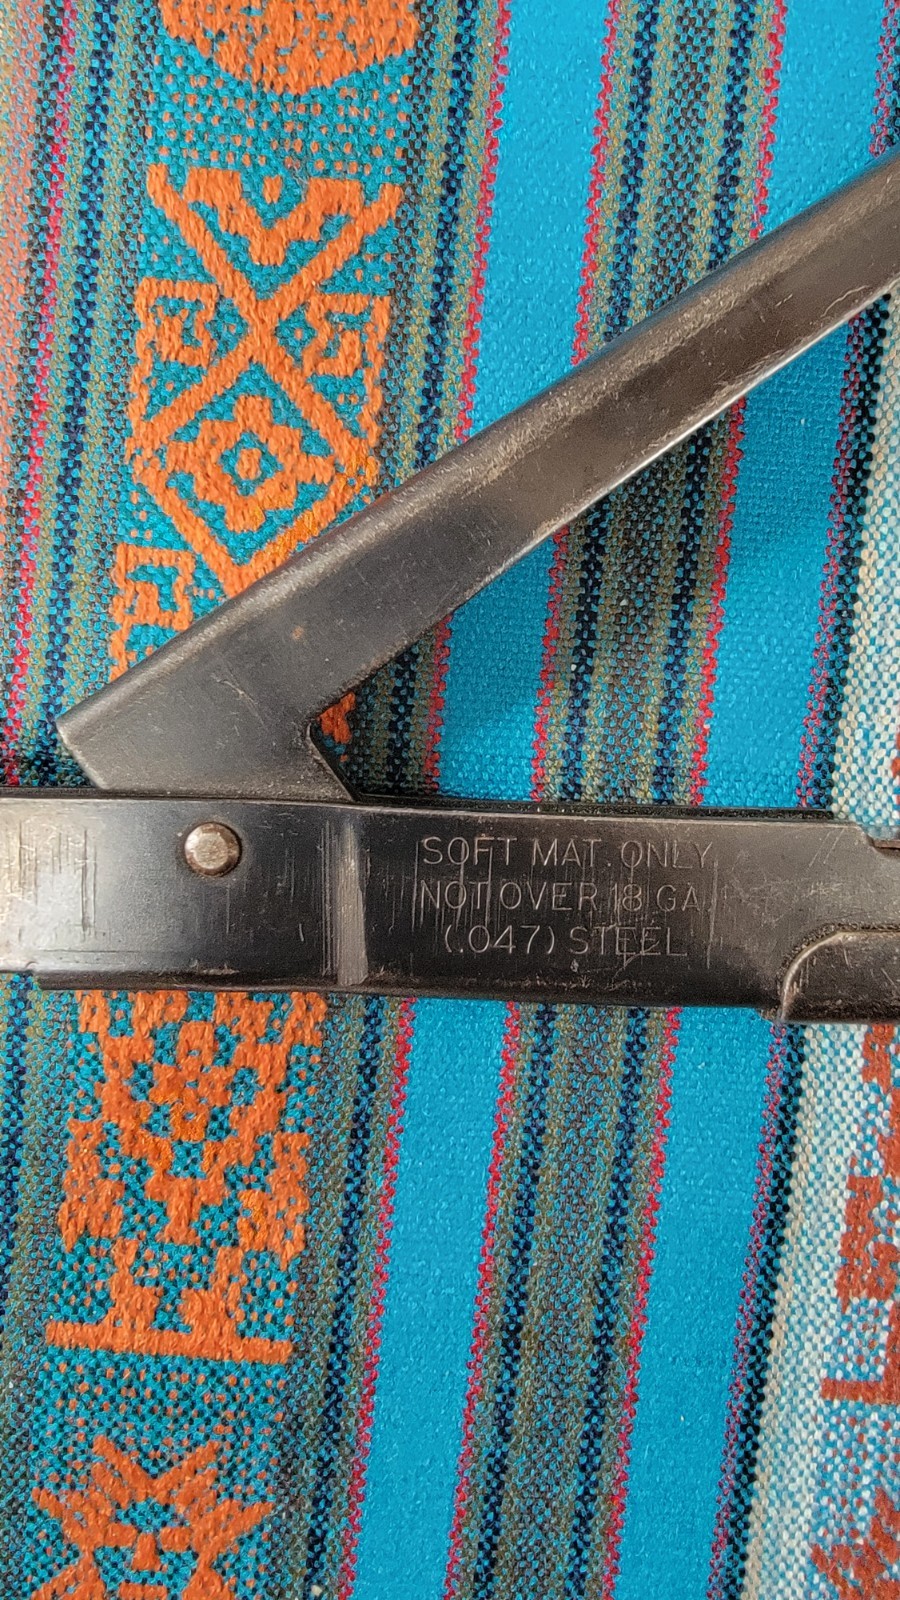 SOFT MAT. ONLY
NOT OVER 18 GA.
(.047) STEEL